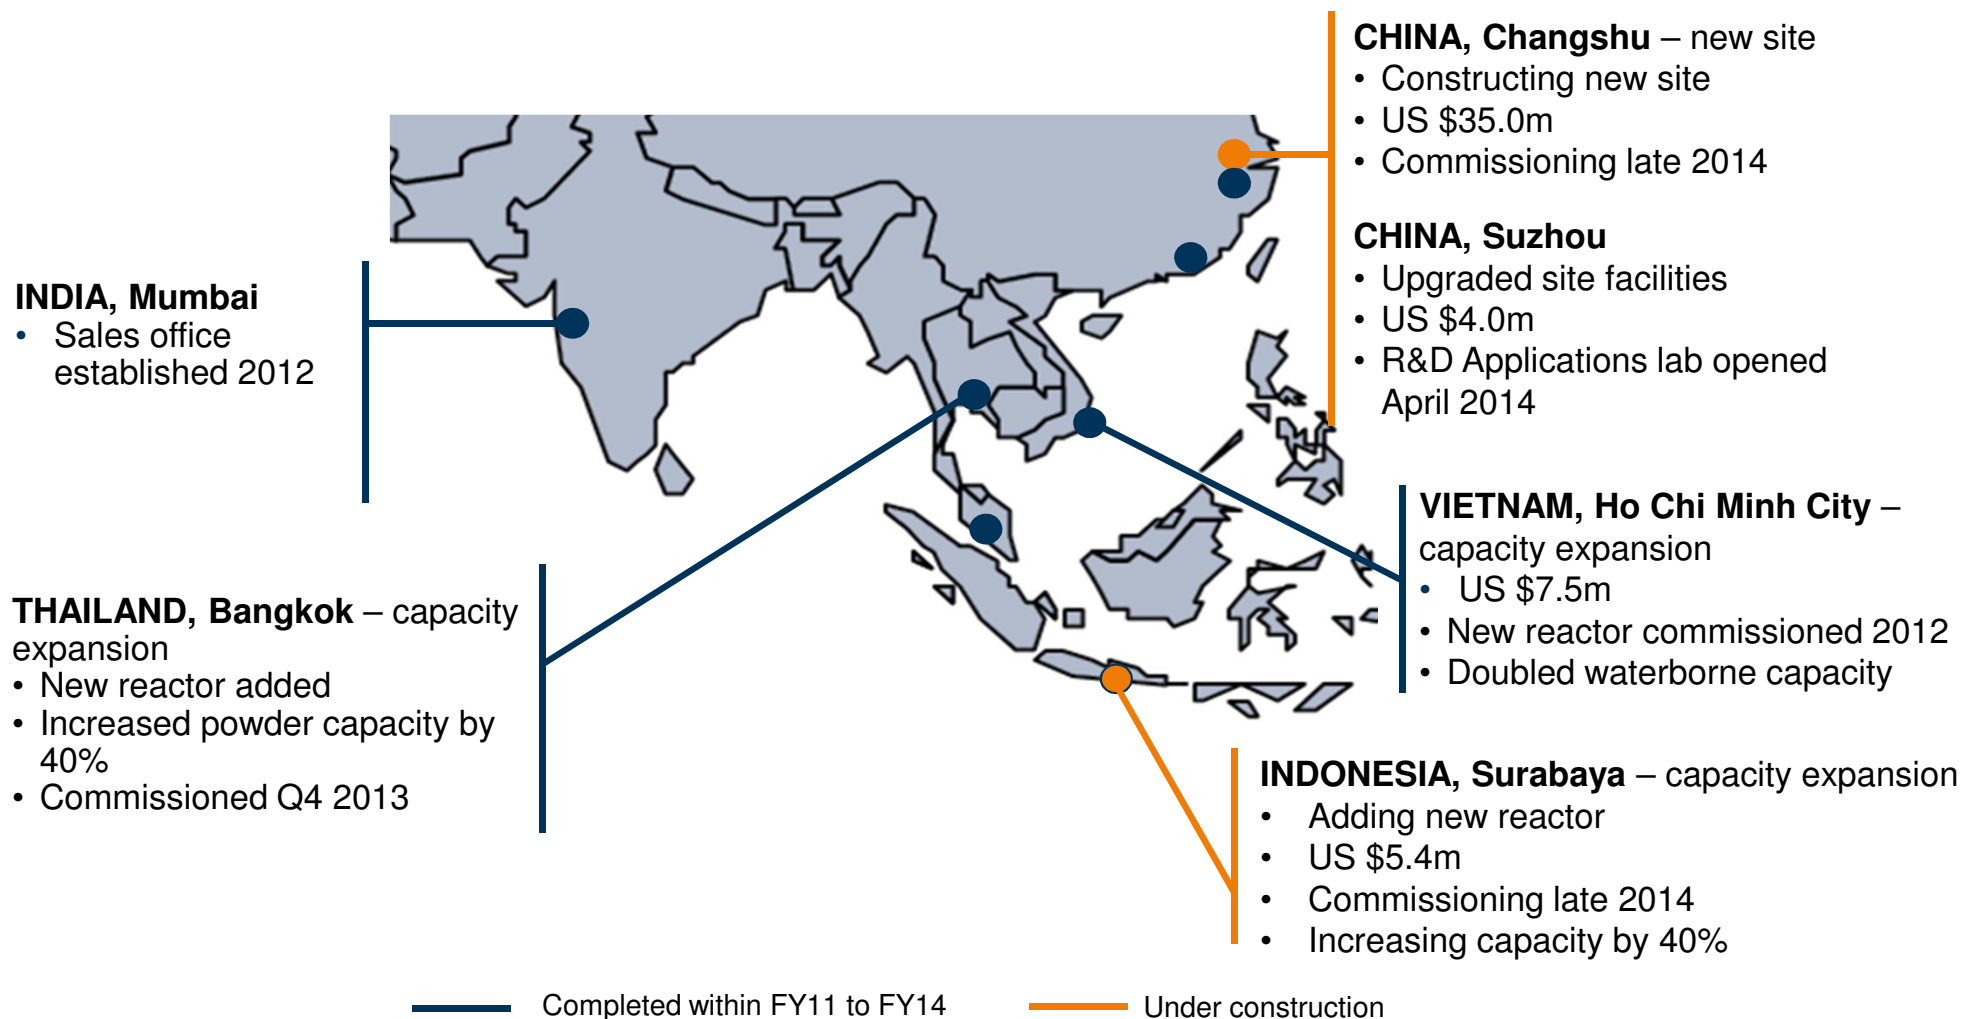 CHINA, Changshu – new site
• Constructing new site
• US $35.0m
• Commissioning late 2014
CHINA, Suzhou
• Upgraded site facilities
• US $4.0m
• R&D Applications lab opened
April 2014
INDIA, Mumbai
• Sales office
established 2012
VIETNAM, Ho Chi Minh City –
capacity expansion
• US $7.5m
• New reactor commissioned 2012
• Doubled waterborne capacity
THAILAND, Bangkok – capacity
expansion
• New reactor added
• Increased powder capacity by
40%
• Commissioned Q4 2013
INDONESIA, Surabaya – capacity expansion
• Adding new reactor
• US $5.4m
• Commissioning late 2014
• Increasing capacity by 40%
Completed within FY11 to FY14
Under construction